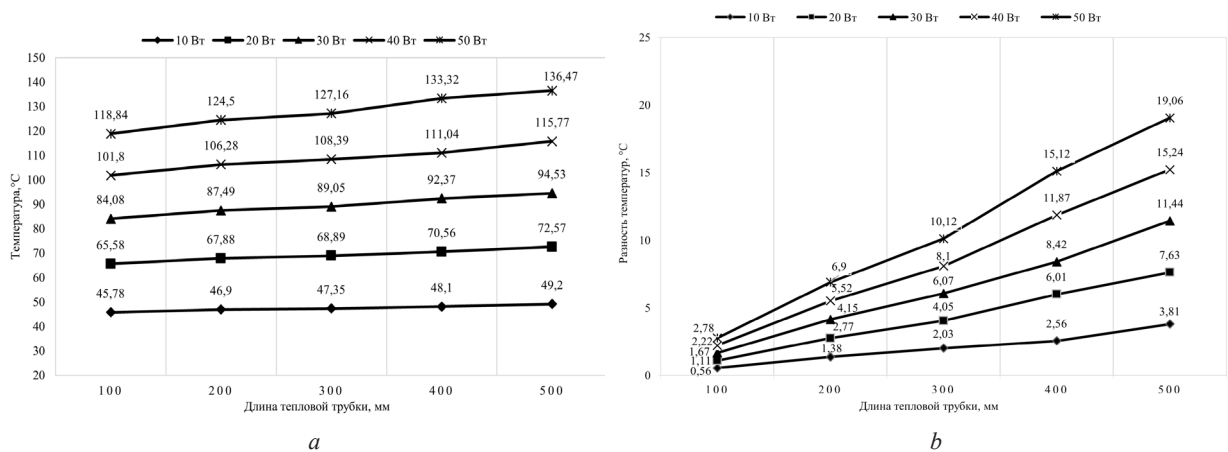 10 Вт 20 Вт 30 Вт 40 Вт 50 Вт
Температура,°С
150
140
130
120
110
100
90
80
70
60
50
40
30
20
118,84 124,5 127,16 133,32 136,47
101,8 106,28 108,39 111,04 115,77
84,08 87,49 89,05 92,37 94,53
65,58 67,88 68,89 70,56 72,57
45,78 46,9 47,35 48,1 49,2
100 200 300 400 500
Длина тепловой трубки, мм
a
10 Вт 20 Вт 30 Вт 40 Вт 50 Вт
Разность температур, °С
25
20
15
10
5
0
2,78 6,9 10,12 15,12 19,06
2,22 5,52 8,1 11,87 15,24
1,67 4,15 6,07 8,42 11,44
1,11 2,77 4,05 6,01 7,63
0,56 1,38 2,03 2,56 3,81
100 200 300 400 500
Длина тепловой трубки, мм
b